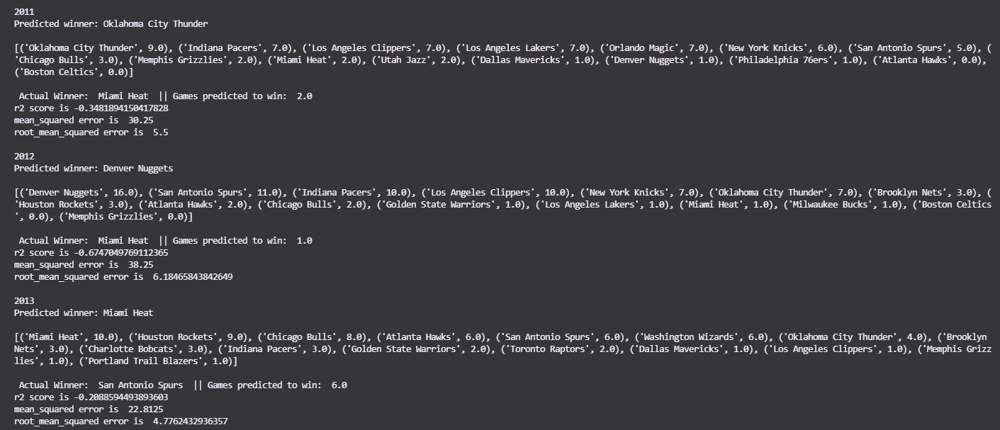 2011
Predicted winner: Oklahoma City Thunder
[('Oklahoma City Thunder', 9.0), ('Indiana Pacers', 7.0), ('Los Angeles Clippers', 7.0), ('Los Angeles Lakers', 7.0), ('Orlando Magic', 7.0), ('New York Knicks', 6.0), ('San Antonio Spurs', 5.0), (
'Chicago Bulls', 3.0), ('Memphis Grizzlies', 2.0), ('Miami Heat', 2.0), ('Utah Jazz', 2.0), ('Dallas Mavericks', 1.0), ('Denver Nuggets', 1.0), ('Philadelphia 76ers', 1.0), ('Atlanta Hawks', 0.0),
('Boston Celtics', 0.0)]
Actual Winner:  Miami Heat  || Games predicted to win:  2.0
r2 score is -0.3481894150417828
mean_squared error is  30.25
root_mean_squared error is  5.5
2012
Predicted winner: Denver Nuggets
[('Denver Nuggets', 16.0), ('San Antonio Spurs', 11.0), ('Indiana Pacers', 10.0), ('Los Angeles Clippers', 10.0), ('New York Knicks', 7.0), ('Oklahoma City Thunder', 7.0), ('Brooklyn Nets', 3.0), (
'Houston Rockets', 3.0), ('Atlanta Hawks', 2.0), ('Chicago Bulls', 2.0), ('Golden State Warriors', 1.0), ('Los Angeles Lakers', 1.0), ('Miami Heat', 1.0), ('Milwaukee Bucks', 1.0), ('Boston Celtics
', 0.0), ('Memphis Grizzlies', 0.0)]
Actual Winner:  Miami Heat  || Games predicted to win:  1.0
r2 score is -0.6747049769112365
mean_squared error is  38.25
root_mean_squared error is  6.18465843842649
2013
Predicted winner: Miami Heat
[('Miami Heat', 10.0), ('Houston Rockets', 9.0), ('Chicago Bulls', 8.0), ('Atlanta Hawks', 6.0), ('San Antonio Spurs', 6.0), ('Washington Wizards', 6.0), ('Oklahoma City Thunder', 4.0), ('Brooklyn
Nets', 3.0), ('Charlotte Bobcats', 3.0), ('Indiana Pacers', 3.0), ('Golden State Warriors', 2.0), ('Toronto Raptors', 2.0), ('Dallas Mavericks', 1.0), ('Los Angeles Clippers', 1.0), ('Memphis Grizz
lies', 1.0), ('Portland Trail Blazers', 1.0)]
Actual Winner:  San Antonio Spurs  || Games predicted to win:  6.0
r2 score is -0.2088594493893603
mean_squared error is  22.8125
root_mean_squared error is  4.7762432936357